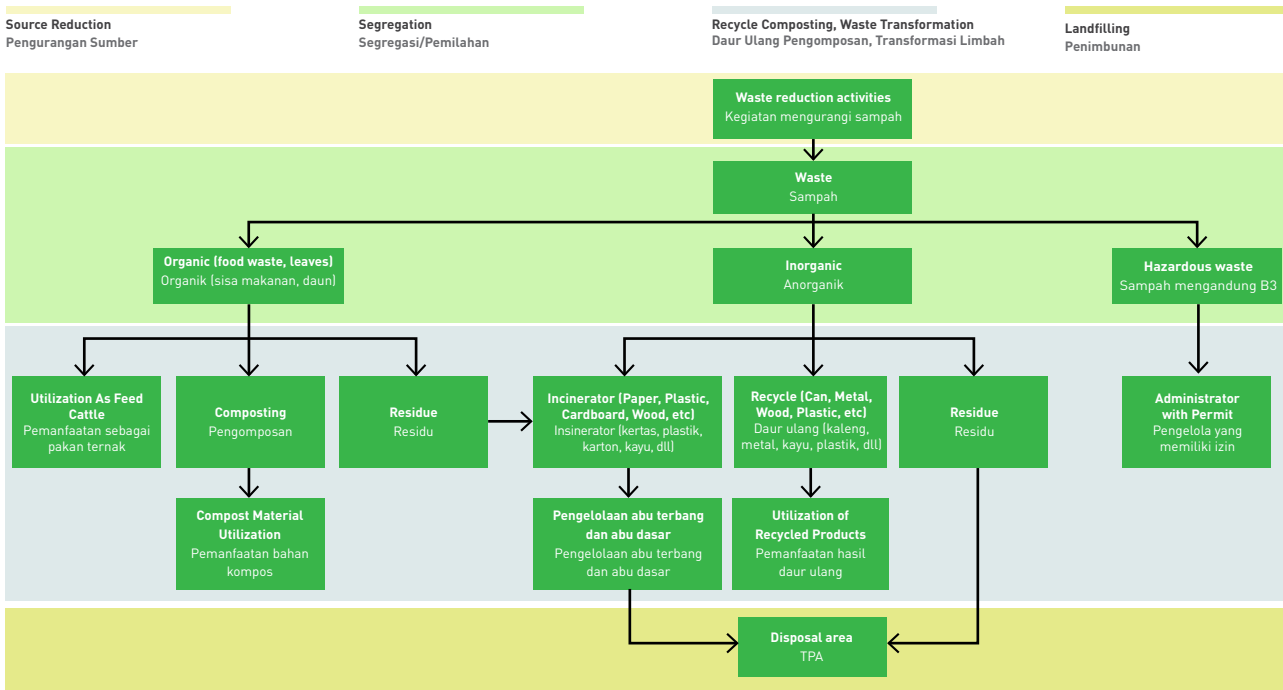 Source Reduction
Pengurangan Sumber
Segregation
Segregasi/Pemilahan
Recycle Composting, Waste Transformation
Daur Ulang Pengomposan, Transformasi Limbah
Landfilling
Penimbunan
Waste reduction activities
Kegiatan mengurangi sampah
Waste
Sampah
Organic (food waste, leaves)
Organik (sisa makanan, daun)
Inorganic
Anorganik
Hazardous waste
Sampah mengandung B3
Utilization As Feed
Cattle
Pemanfaatan sebagai
pakan ternak
Composting
Pengomposan
Residue
Residu
Incinerator (Paper, Plastic,
Cardboard, Wood, etc)
Insinerator (kertas, plastik,
karton, kayu, dll)
Recycle (Can, Metal,
Wood, Plastic, etc)
Daur ulang (kaleng,
metal, kayu, plastik, dll)
Residue
Residu
Administrator
with Permit
Pengelola yang
memiliki izin
Compost Material
Utilization
Pemanfaatan bahan
kompos
Pengelolaan abu terbang
dan abu dasar
Pengelolaan abu terbang
dan abu dasar
Utilization of
Recycled Products
Pemanfaatan hasil
daur ulang
Disposal area
TPA